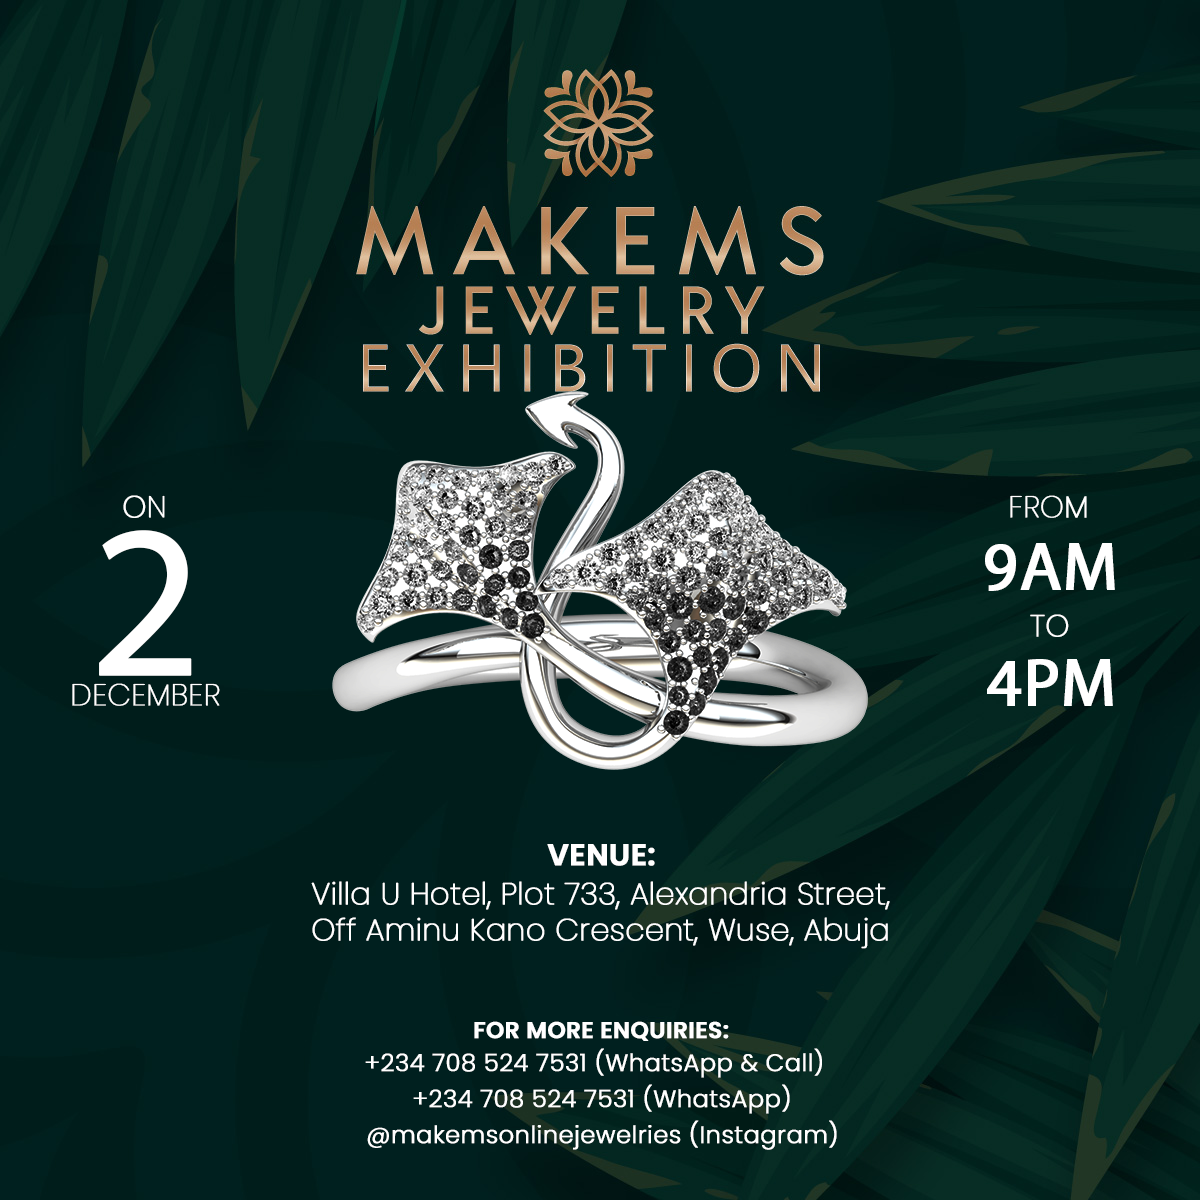 MAKEMS
JEWELRY
EXHIBITION
ON
2
DECEMBER
FROM
9AM
TO
4PM
VENUE:
Villa U Hotel, Plot 733, Alexandria Street,
Off Aminu Kano Crescent, Wuse, Abuja
FOR MORE ENQUIRIES:
+234 708 524 7531 (WhatsApp & Call)
+234 708 524 7531 (WhatsApp)
@makemsonlinejewelries (Instagram)